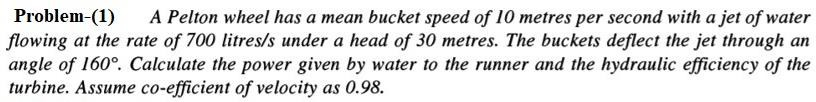 Problem-(1) A Pelton wheel has a mean bucket speed of 10 metres per second with a jet of water
flowing at the rate of 700 litres/s under a head of 30 metres. The buckets deflect the jet through an
angle of 160°. Calculate the power given by water to the runner and the hydraulic efficiency of the
turbine. Assume co-efficient of velocity as 0.98.